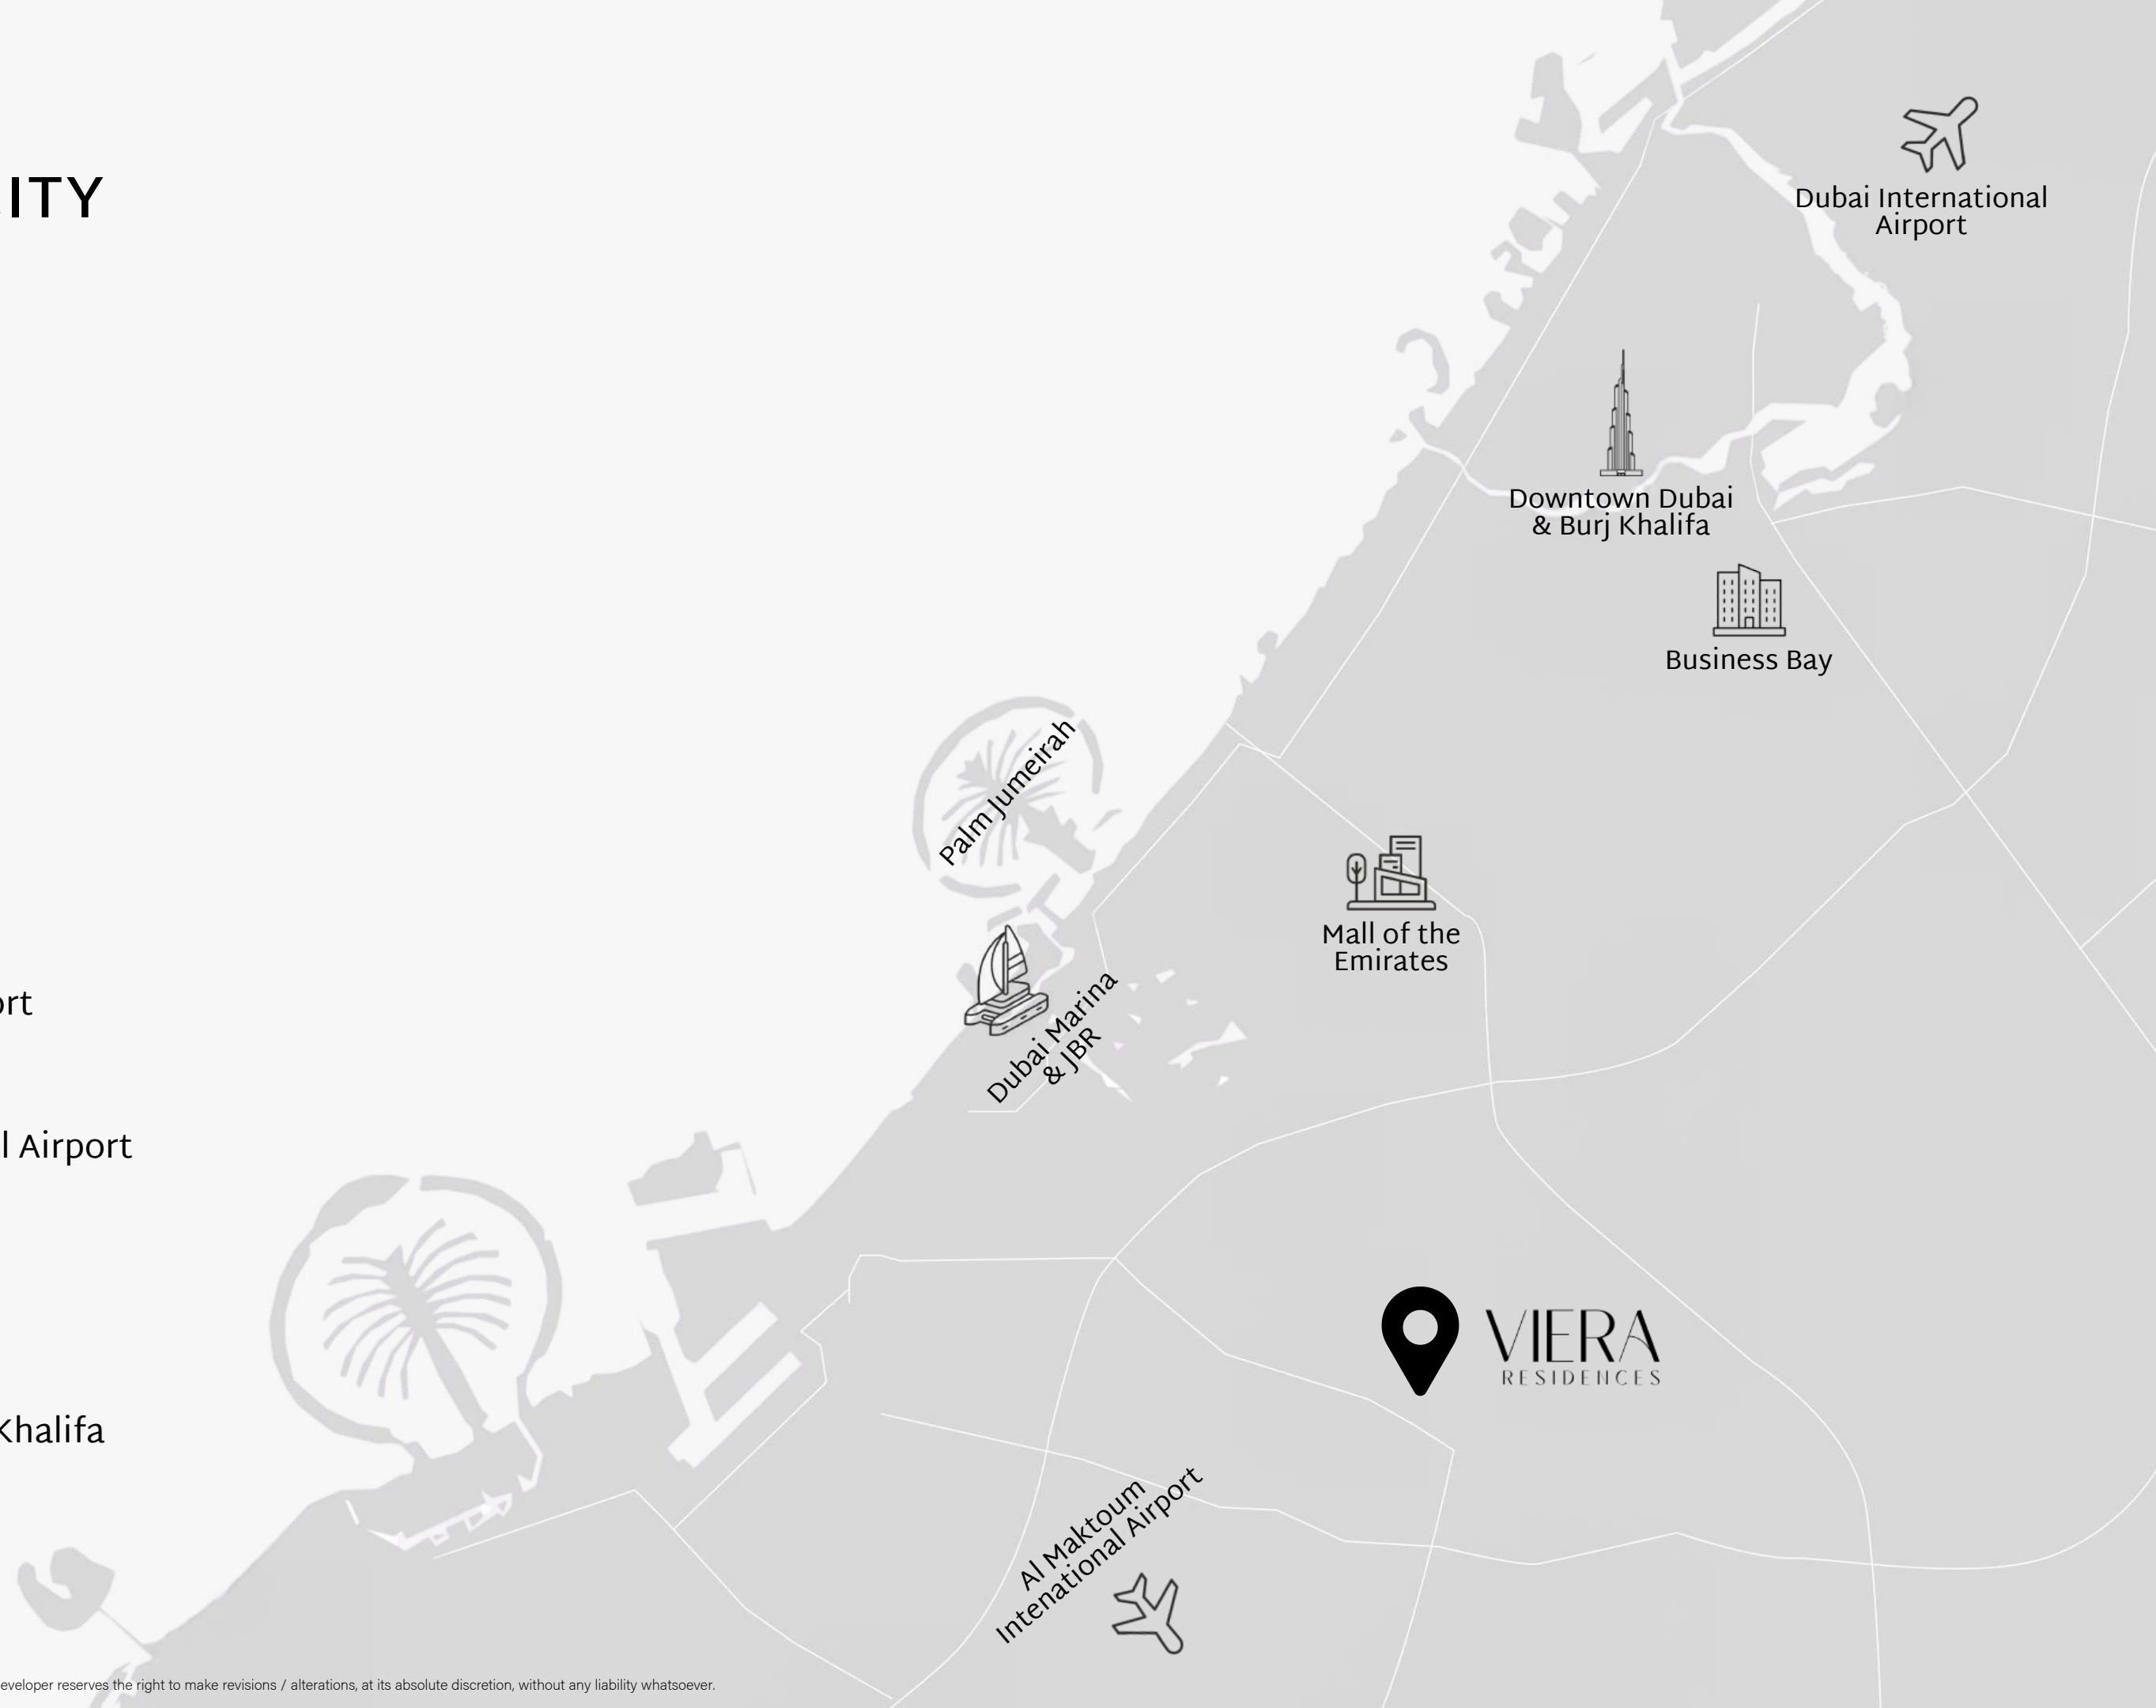 ITY
Dubai International
Airport
Downtown Dubai
& Burj Khalifa
Business Bay
Palm Jumeirah
Mall of the
Emirates
Dubai Marina
& JBR
ort
l Airport
VIERA
RESIDENCES
Khalifa
Al Maktoum
Intenational Airport
eveloper reserves the right to make revisions / alterations, at its absolute discretion, without any liability whatsoever.